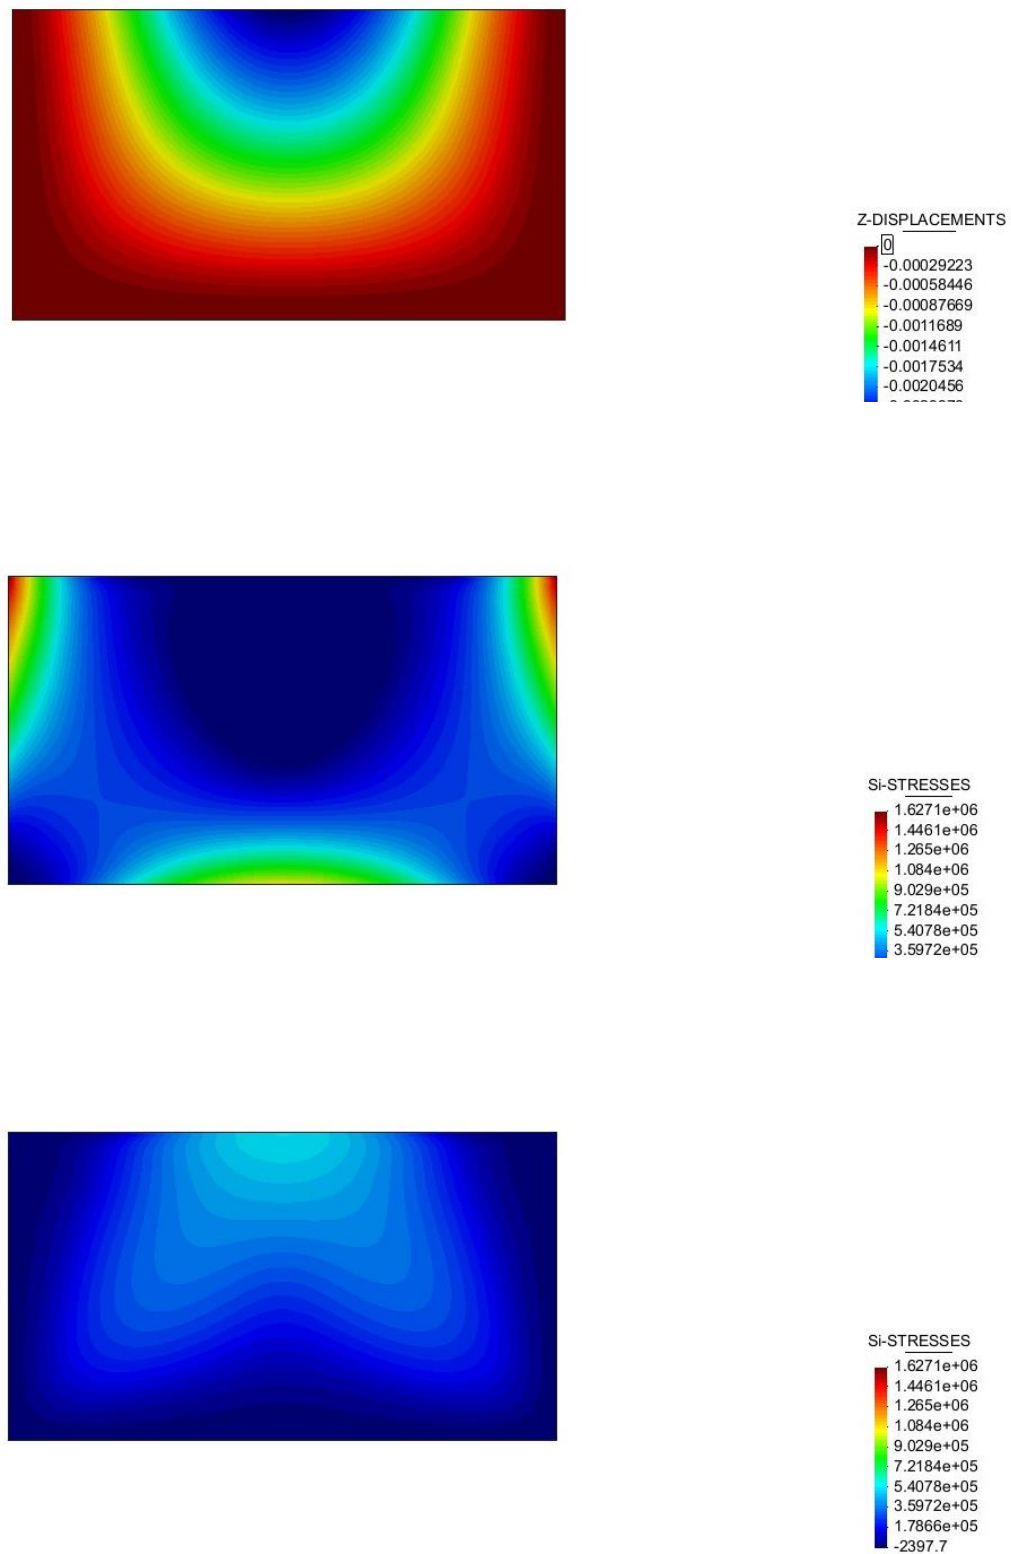 Z-DISPLACEMENTS
0
-0.00029223
-0.00058446
-0.00087669
-0.0011689
-0.0014611
-0.0017534
-0.0020456
Si-STRESSES
1.6271e+06
1.4461e+06
1.265e+06
1.084e+06
9.029e+05
7.2184e+05
5.4078e+05
3.5972e+05
Si-STRESSES
1.6271e+06
1.4461e+06
1.265e+06
1.084e+06
9.029e+05
7.2184e+05
5.4078e+05
3.5972e+05
1.7866e+05
-2397.7